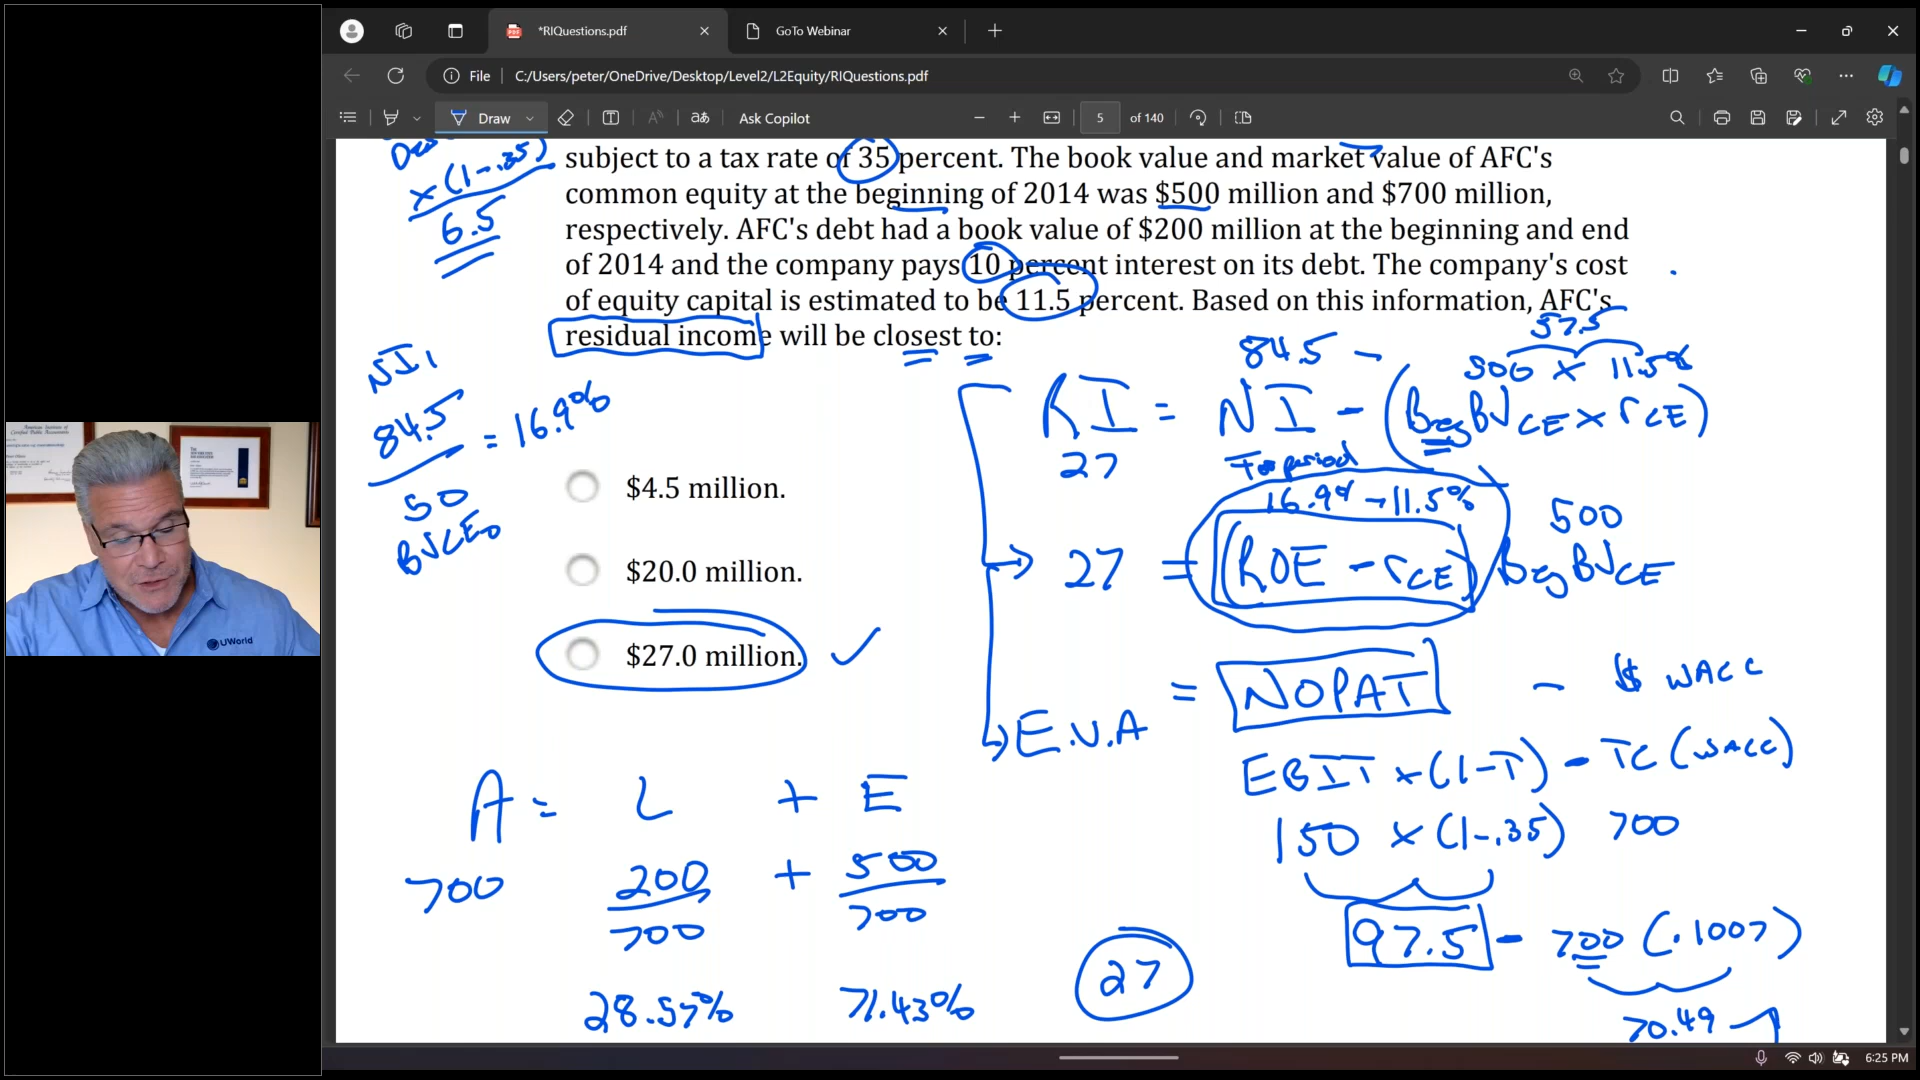 *RIQuestions.pdf
GoTo Webinar
File
C:/Users/peter/OneDrive/Desktop/Level2/L2Equity/RIQuestions.pdf
Draw
Ask Copilot
5
of 140
subject to a tax rate of 35 percent. The book value and market value of AFC's
common equity at the beginning of 2014 was $500 million and $700 million,
respectively. AFC's debt had a book value of $200 million at the beginning and end
of 2014 and the company pays 10 percent interest on its debt. The company's cost
of equity capital is estimated to be 11.5 percent. Based on this information, AFC's
residual income will be closest to:
x (1-.35)
6.5
NI1
84.5 = 16.9%
50
BVCE0
$4.5 million.
$20.0 million.
$27.0 million.
57.5
84.5 - 500 x 11.5%
RI = NI - (Beg BVCE x rCE)
27 For period
16.9% - 11.5% 500
27 = (ROE - rCE) Beg BVCE
E.V.A = NOPAT - $ WACC
EBIT x (1-T) - TC (WACC)
150 x (1-.35) 700
97.5 - 700 (.1007)
70.49
A = L + E
700 200 + 500
700 700
28.57% 71.43%
27
UWorld
6:25 PM